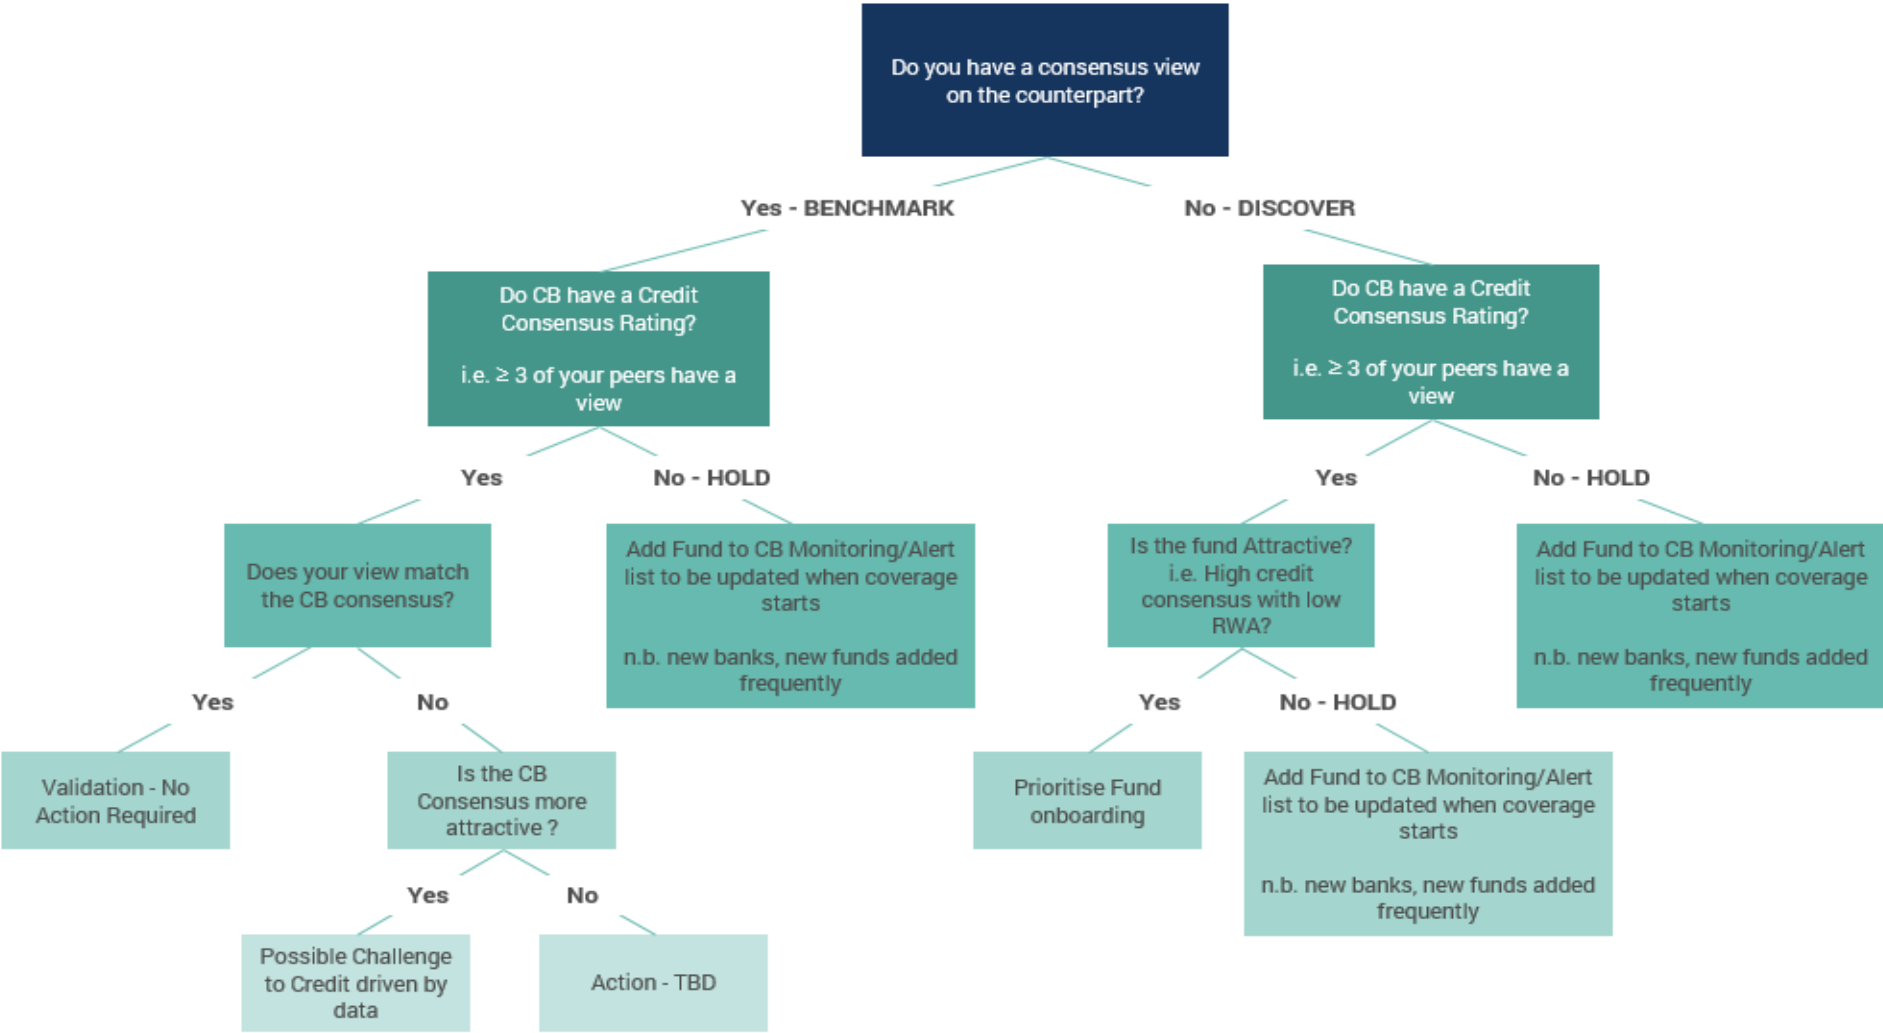 Do you have a consensus view
on the counterpart?
Yes - BENCHMARK
No - DISCOVER
Do CB have a Credit
Consensus Rating?
i.e. ≥ 3 of your peers have a
view
Do CB have a Credit
Consensus Rating?
i.e. ≥ 3 of your peers have a
view
Yes
No - HOLD
Yes
No - HOLD
Does your view match
the CB consensus?
Add Fund to CB Monitoring/Alert
list to be updated when coverage
starts
n.b. new banks, new funds added
frequently
Is the fund Attractive?
i.e. High credit
consensus with low
RWA?
Add Fund to CB Monitoring/Alert
list to be updated when coverage
starts
n.b. new banks, new funds added
frequently
Yes
No
Yes
No - HOLD
Validation - No
Action Required
Is the CB
Consensus more
attractive ?
Prioritise Fund
onboarding
Add Fund to CB Monitoring/Alert
list to be updated when coverage
starts
n.b. new banks, new funds added
frequently
Yes
No
Possible Challenge
to Credit driven by
data
Action - TBD